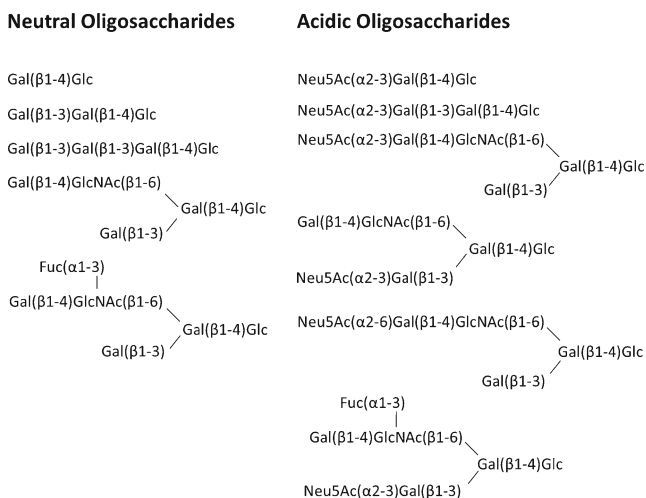 Neutral Oligosaccharides
Gal(β1-4)Glc
Gal(β1-3)Gal(β1-4)Glc
Gal(β1-3)Gal(β1-3)Gal(β1-4)Glc
Gal(β1-4)GlcNAc(β1-6)
Gal(β1-4)Glc
Gal(β1-3)
Fuc(α1-3)
Gal(β1-4)GlcNAc(β1-6)
Gal(β1-4)Glc
Gal(β1-3)
Acidic Oligosaccharides
Neu5Ac(α2-3)Gal(β1-4)Glc
Neu5Ac(α2-3)Gal(β1-3)Gal(β1-4)Glc
Neu5Ac(α2-3)Gal(β1-4)GlcNAc(β1-6)
Gal(β1-4)Glc
Gal(β1-3)
Gal(β1-4)GlcNAc(β1-6)
Gal(β1-4)Glc
Neu5Ac(α2-3)Gal(β1-3)
Neu5Ac(α2-6)Gal(β1-4)GlcNAc(β1-6)
Gal(β1-4)Glc
Gal(β1-3)
Fuc(α1-3)
Gal(β1-4)GlcNAc(β1-6)
Gal(β1-4)Glc
Neu5Ac(α2-3)Gal(β1-3)